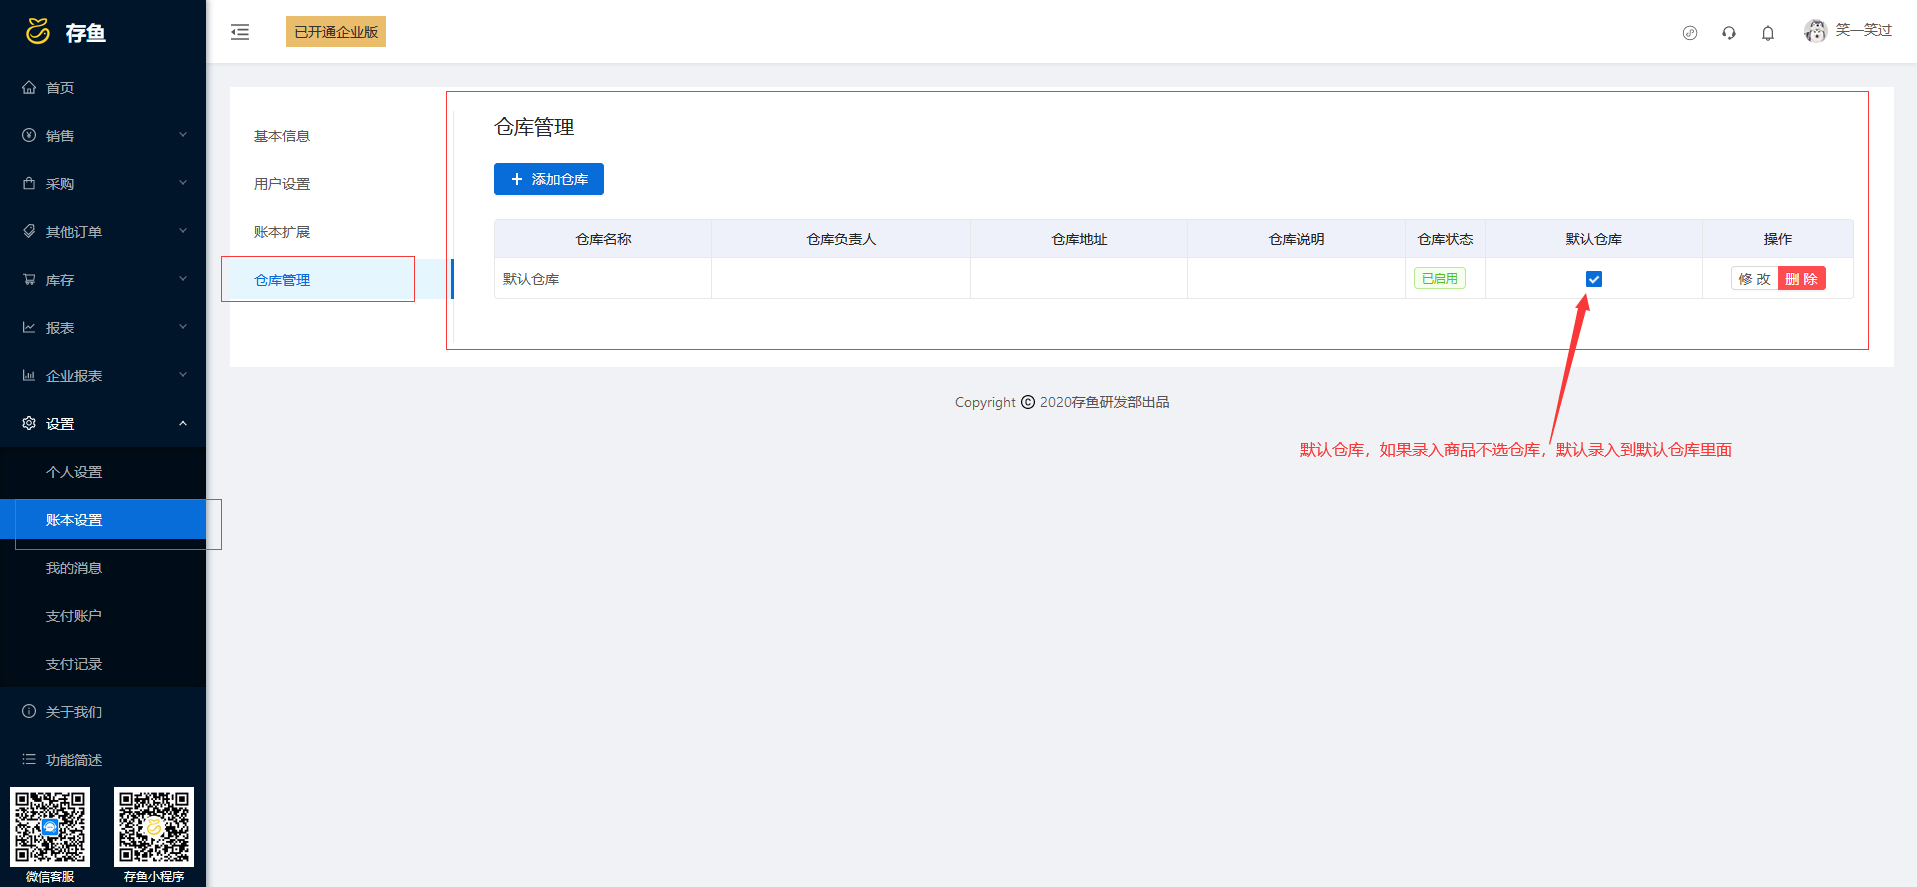 存鱼
已开通企业版
笑一笑过
首页
销售
采购
其他订单
库存
报表
企业报表
设置
个人设置
账本设置
我的消息
支付账户
支付记录
关于我们
功能简述
微信客服
存鱼小程序
基本信息
用户设置
账本扩展
仓库管理
仓库管理
添加仓库
仓库名称 仓库负责人 仓库地址 仓库说明 仓库状态 默认仓库 操作
默认仓库 已启用 修 改 删 除
Copyright © 2020存鱼研发部出品
默认仓库，如果录入商品不选仓库，默认录入到默认仓库里面